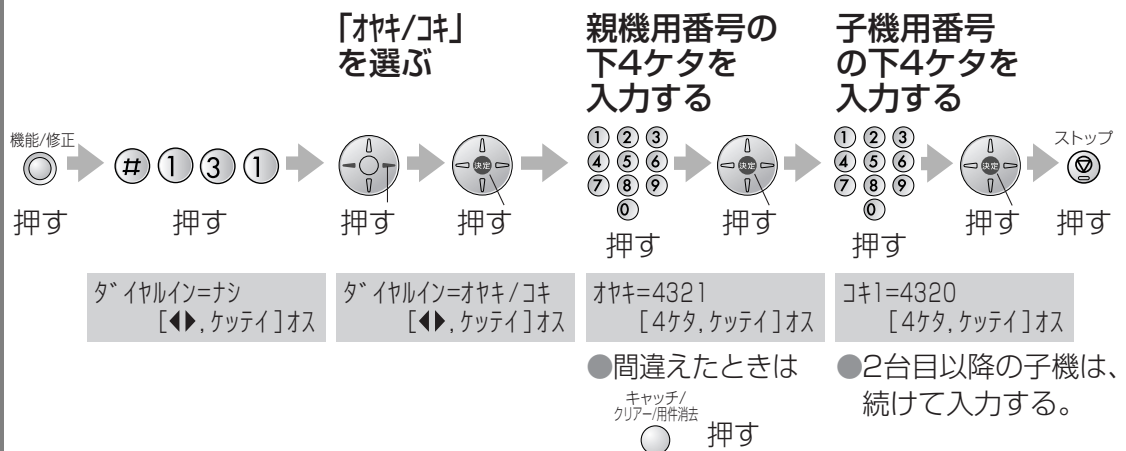 ｢ｵﾔｷ/ｺｷ｣
を選ぶ
親機用番号の
下4ケタを
入力する
子機用番号
の下4ケタを
入力する
機能/修正
押す
# 1 3 1
押す
押す
決定
押す
1 2 3
4 5 6
7 8 9
0
押す
決定
押す
1 2 3
4 5 6
7 8 9
0
押す
決定
押す
ストップ
押す
ﾀﾞｲﾔﾙｲﾝ=ﾅｼ
[◀▶,ｹｯﾃｲ]ｵｽ
ﾀﾞｲﾔﾙｲﾝ=ｵﾔｷ/ｺｷ
[◀▶,ｹｯﾃｲ]ｵｽ
ｵﾔｷ=4321
[4ｹﾀ,ｹｯﾃｲ]ｵｽ
ｺｷ1=4320
[4ｹﾀ,ｹｯﾃｲ]ｵｽ
●間違えたときは
キャッチ/
クリアー/用件消去
押す
●2台目以降の子機は、
続けて入力する。